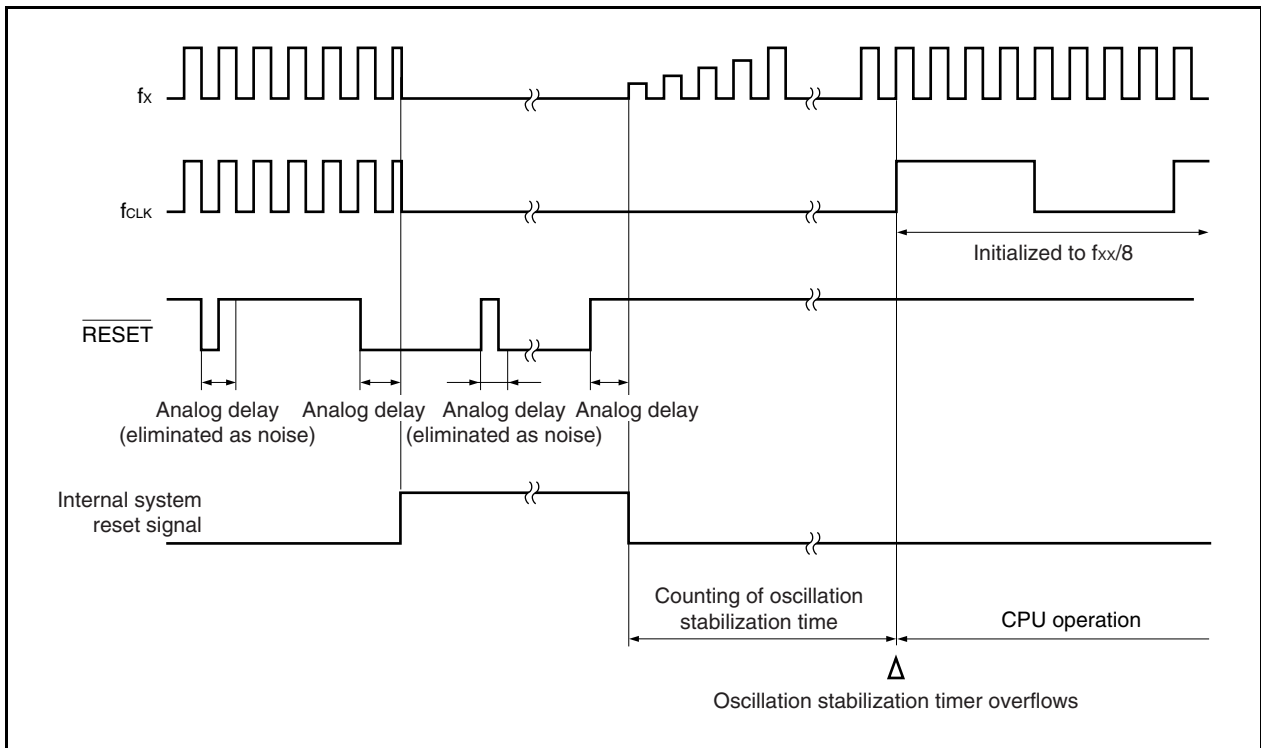 fX
fCLK
Initialized to fXX/8
RESET
Analog delay
(eliminated as noise)
Analog delay
Analog delay
(eliminated as noise)
Analog delay
Internal system
reset signal
Counting of oscillation
stabilization time
CPU operation
Oscillation stabilization timer overflows